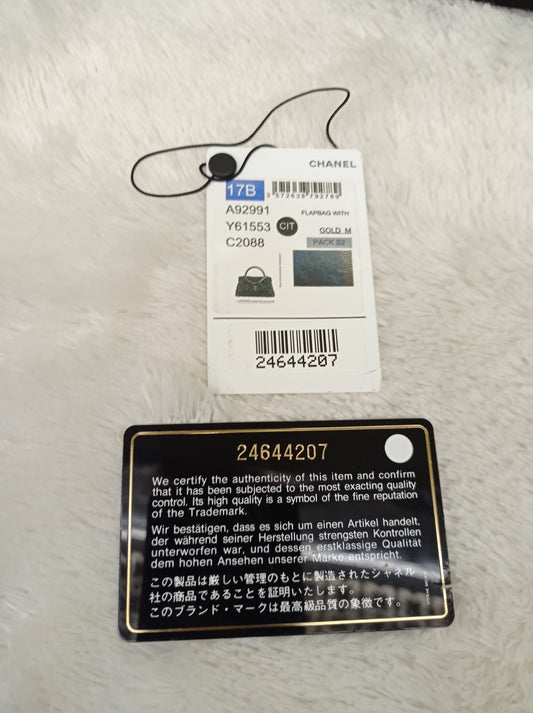 CHANEL
17B
3 572638 792789
A92991
FLAPBAG WITH
Y61553
CIT
GOLD M
C2088
PACK S2
24644207
24644207
We certify the authenticity of this item and confirm
that it has been subjected to the most exacting quality
control. Its high quality is a symbol of the fine reputation
of the Trademark.
Wir bestätigen, dass es sich um einen Artikel handelt,
der während seiner Herstellung strengsten Kontrollen
unterworfen war, und dessen erstklassige Qualität
dem hohen Ansehen unserer Marke entspricht.
この製品は厳しい管理のもとに製造されたシャネル
社の商品であることを証明いたします。
このブランド・マークは最高級品質の象徴です。